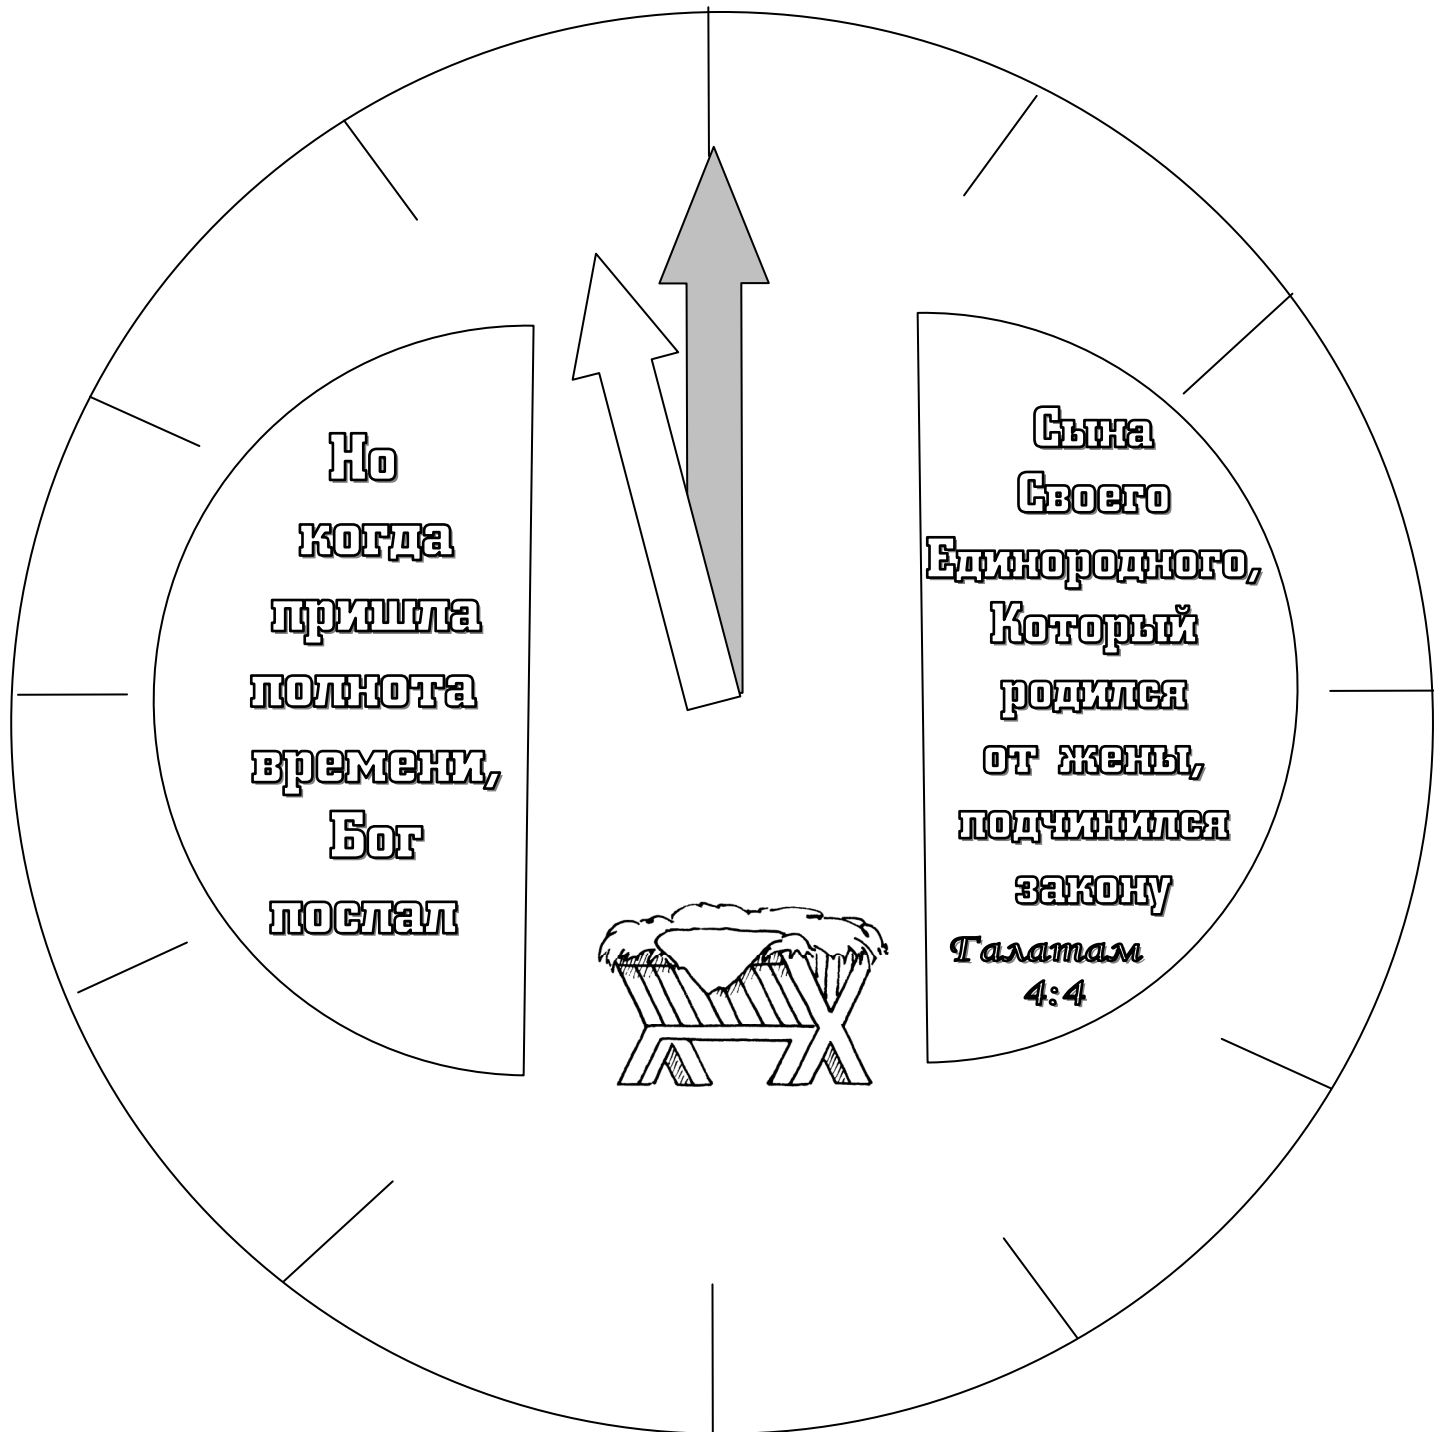 Но
когда
пришла
полнота
времени,
Бог
послал
Сына
Своего
Единородного,
Который
родился
от жены,
подчинился
закону
Галатам
4:4